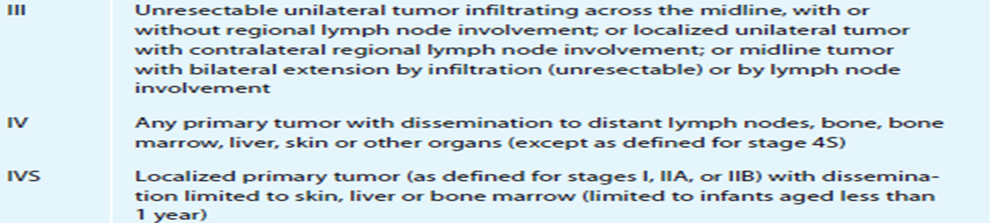 III Unresectable unilateral tumor infiltrating across the midline, with or
without regional lymph node involvement; or localized unilateral tumor
with contralateral regional lymph node involvement; or midline tumor
with bilateral extension by infiltration (unresectable) or by lymph node
involvement
IV Any primary tumor with dissemination to distant lymph nodes, bone, bone
marrow, liver, skin or other organs (except as defined for stage 4S)
IVS Localized primary tumor (as defined for stages I, IIA, or IIB) with dissemina-
tion limited to skin, liver or bone marrow (limited to infants aged less than
1 year)